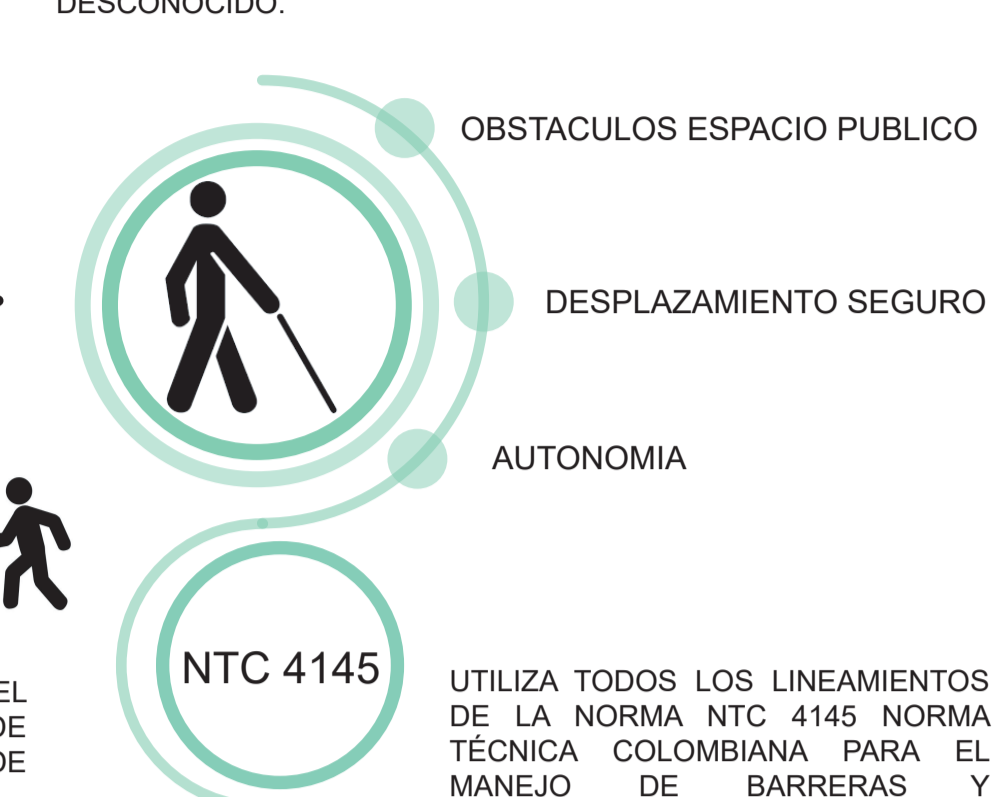 DESCONOCIDO.
OBSTACULOS ESPACIO PUBLICO
DESPLAZAMIENTO SEGURO
AUTONOMIA
NTC 4145
EL
DE
DE
UTILIZA TODOS LOS LINEAMIENTOS
DE LA NORMA NTC 4145 NORMA
TÉCNICA COLOMBIANA PARA EL
MANEJO DE BARRERAS Y